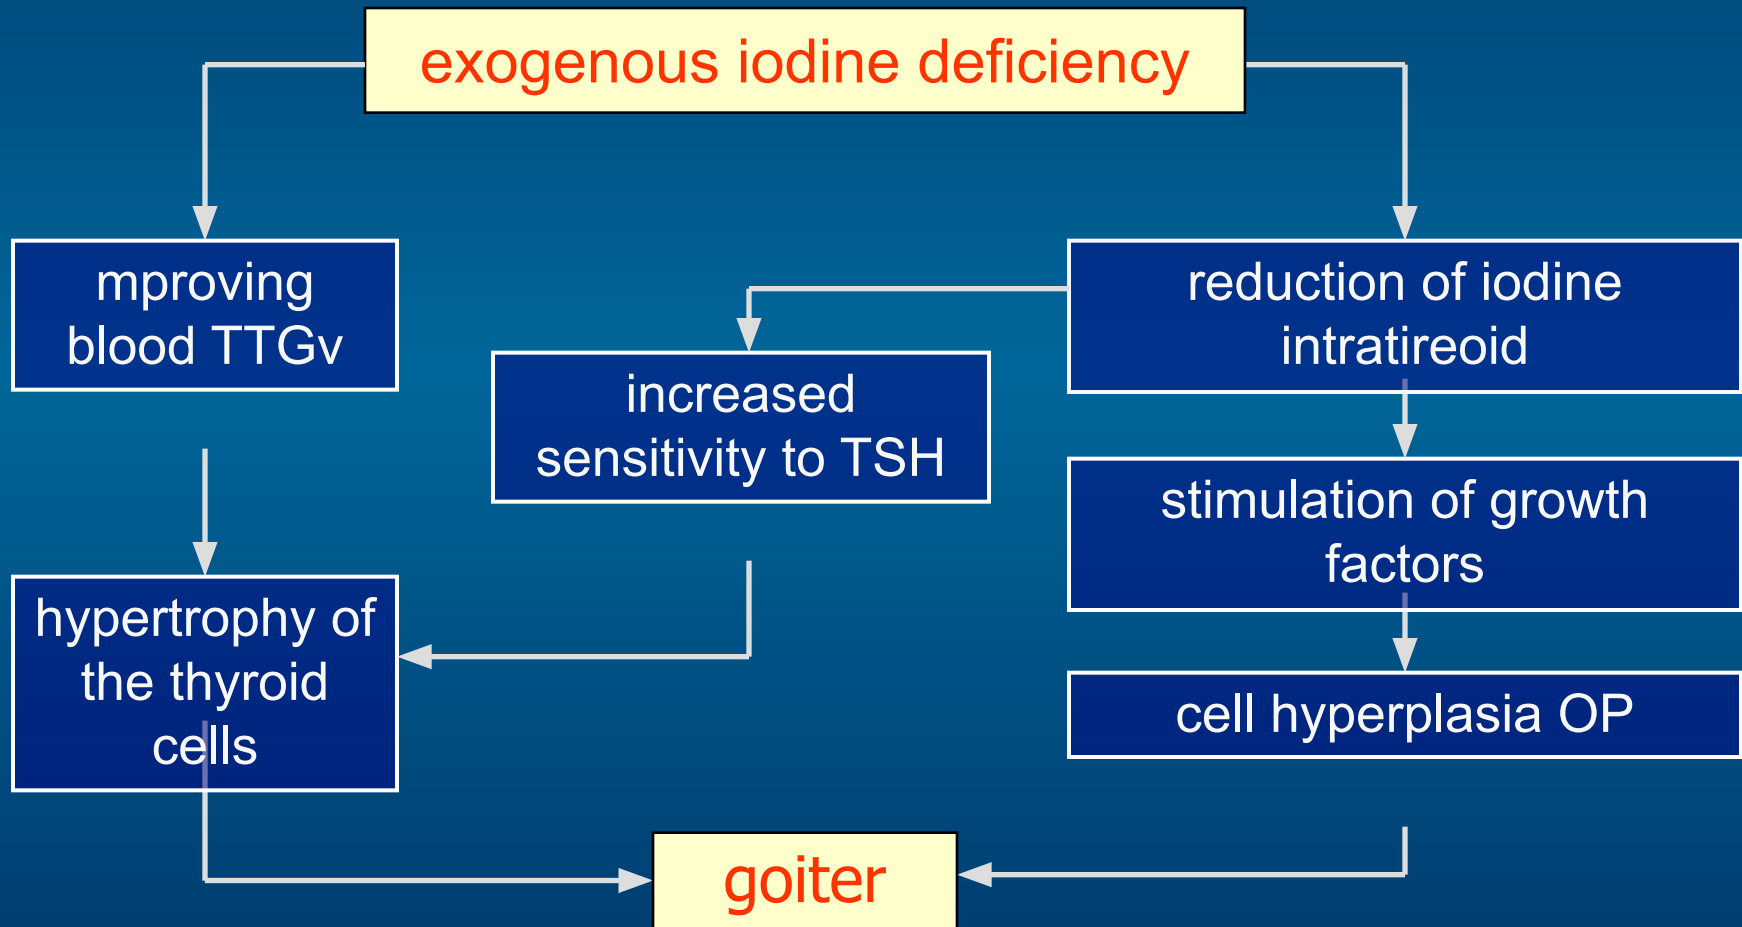 exogenous iodine deficiency
mproving
blood TTGv
increased
sensitivity to TSH
reduction of iodine
intratireoid
stimulation of growth
factors
hypertrophy of
the thyroid
cells
cell hyperplasia OP
goiter